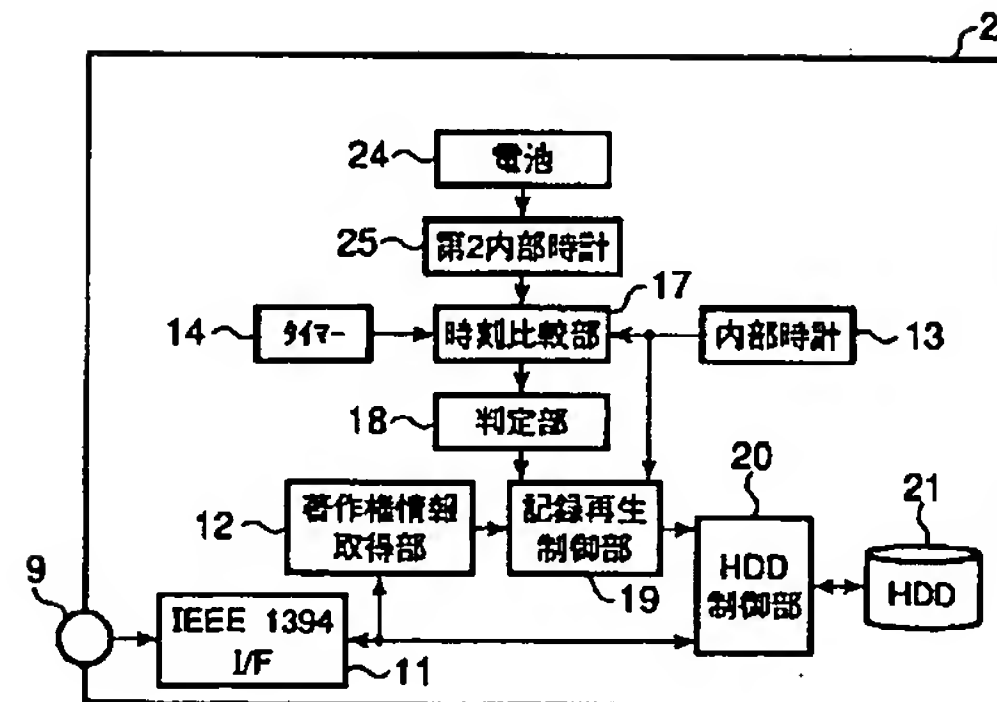 2
24 電池
25 第2内部時計
17
14 タイマー 時刻比較部 内部時計 13
18 判定部
20
21
12 著作権情報 記録再生
取得部 制御部
19
HDD
制御部
HDD
9
IEEE 1394
I/F
11